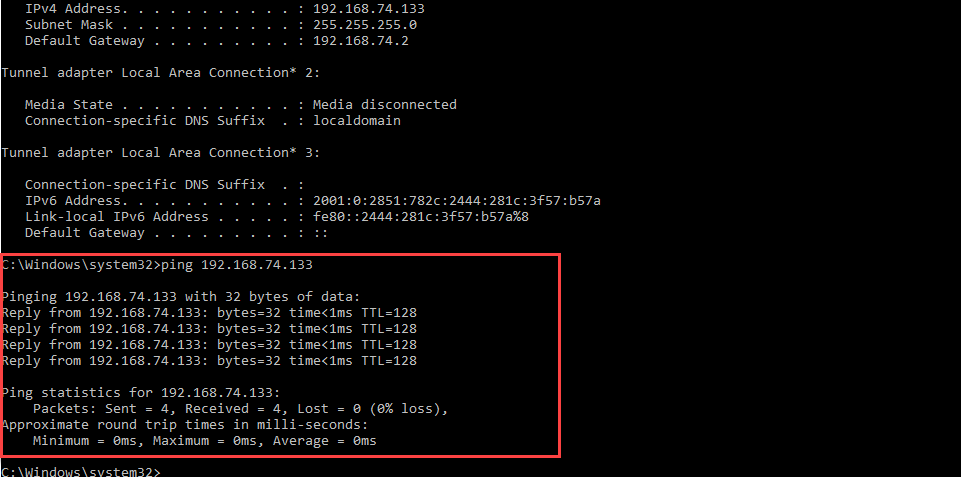 IPv4 Address. . . . . . . . . . . : 192.168.74.133
Subnet Mask . . . . . . . . . . . : 255.255.255.0
Default Gateway . . . . . . . . . : 192.168.74.2
Tunnel adapter Local Area Connection* 2:
Media State . . . . . . . . . . . : Media disconnected
Connection-specific DNS Suffix  . : localdomain
Tunnel adapter Local Area Connection* 3:
Connection-specific DNS Suffix  . :
IPv6 Address. . . . . . . . . . . : 2001:0:2851:782c:2444:281c:3f57:b57a
Link-local IPv6 Address . . . . . : fe80::2444:281c:3f57:b57a%8
Default Gateway . . . . . . . . . : ::
C:\Windows\system32>ping 192.168.74.133
Pinging 192.168.74.133 with 32 bytes of data:
Reply from 192.168.74.133: bytes=32 time<1ms TTL=128
Reply from 192.168.74.133: bytes=32 time<1ms TTL=128
Reply from 192.168.74.133: bytes=32 time<1ms TTL=128
Reply from 192.168.74.133: bytes=32 time<1ms TTL=128
Ping statistics for 192.168.74.133:
Packets: Sent = 4, Received = 4, Lost = 0 (0% loss),
Approximate round trip times in milli-seconds:
Minimum = 0ms, Maximum = 0ms, Average = 0ms
C:\Windows\system32>